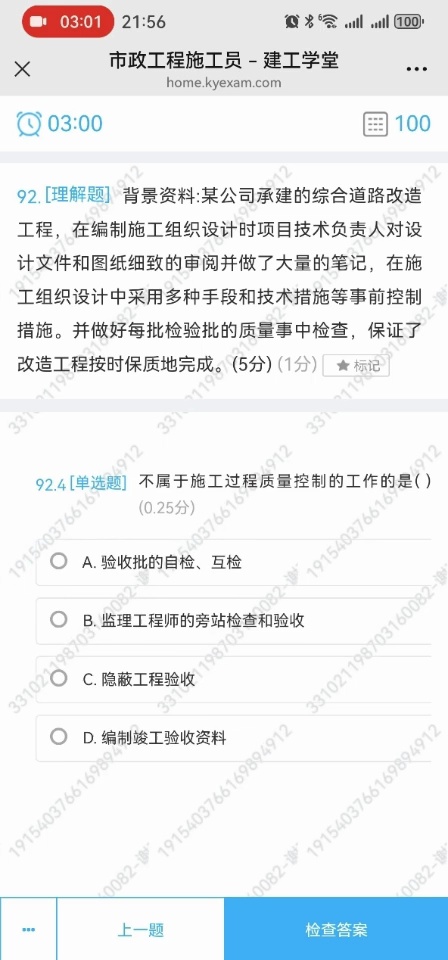 03:01 21:56 6 100
市政工程施工员 – 建工学堂
home.kyexam.com
03:00 100
92. [理解题] 背景资料:某公司承建的综合道路改造
工程，在编制施工组织设计时项目技术负责人对设
计文件和图纸细致的审阅并做了大量的笔记，在施
工组织设计中采用多种手段和技术措施等事前控制
措施。并做好每批检验批的质量事中检查，保证了
改造工程按时保质地完成。(5分) (1分) ★ 标记
92.4 [单选题] 不属于施工过程质量控制的工作的是( )
(0.25分)
A. 验收批的自检、互检
B. 监理工程师的旁站检查和验收
C. 隐蔽工程验收
D. 编制竣工验收资料
上一题 检查答案